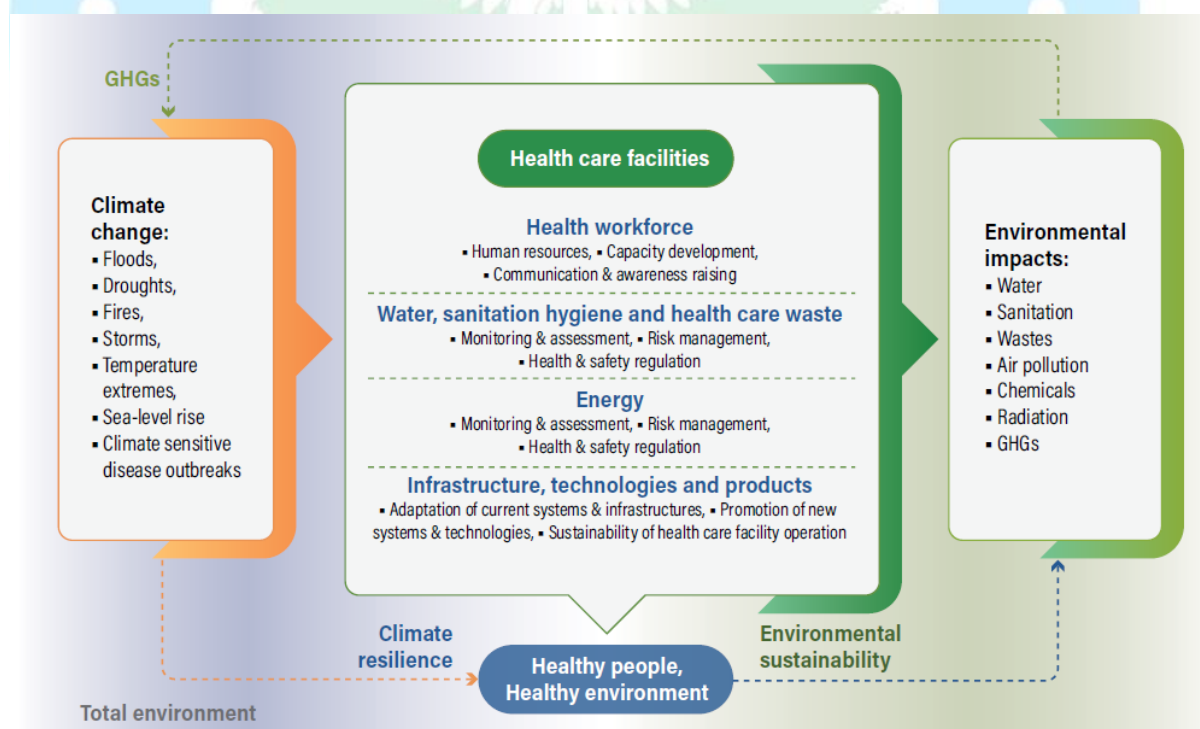 GHGs
Climate
change:
▪ Floods,
▪ Droughts,
▪ Fires,
▪ Storms,
▪ Temperature
extremes,
▪ Sea-level rise
▪ Climate sensitive
disease outbreaks
Health care facilities
Health workforce
▪ Human resources, ▪ Capacity development,
▪ Communication & awareness raising
Water, sanitation hygiene and health care waste
▪ Monitoring & assessment, ▪ Risk management,
▪ Health & safety regulation
Energy
▪ Monitoring & assessment, ▪ Risk management,
▪ Health & safety regulation
Infrastructure, technologies and products
▪ Adaptation of current systems & infrastructures, ▪ Promotion of new
systems & technologies, ▪ Sustainability of health care facility operation
Environmental
impacts:
▪ Water
▪ Sanitation
▪ Wastes
▪ Air pollution
▪ Chemicals
▪ Radiation
▪ GHGs
Climate
resilience
Healthy people,
Healthy environment
Environmental
sustainability
Total environment